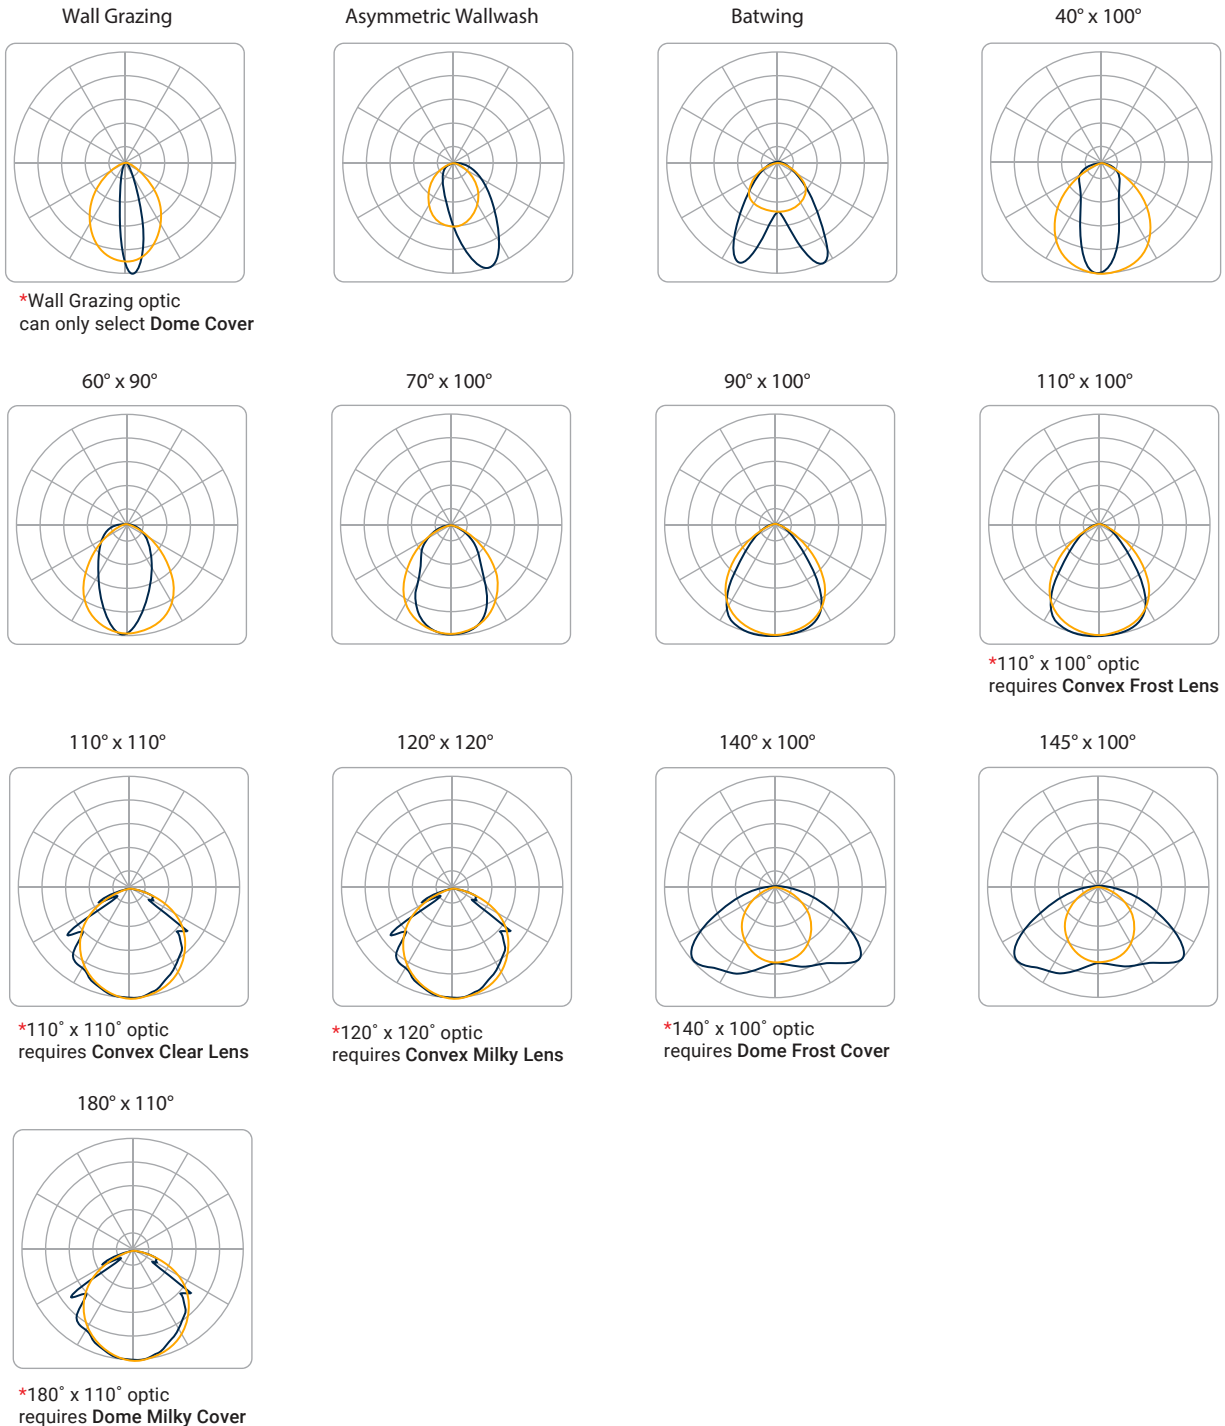 Wall Grazing
Asymmetric Wallwash
Batwing
40° x 100°
*Wall Grazing optic
can only select Dome Cover
60° x 90°
70° x 100°
90° x 100°
110° x 100°
*110˚ x 100˚ optic
requires Convex Frost Lens
110° x 110°
120° x 120°
140° x 100°
145° x 100°
*110˚ x 110˚ optic
requires Convex Clear Lens
*120˚ x 120˚ optic
requires Convex Milky Lens
*140˚ x 100˚ optic
requires Dome Frost Cover
180° x 110°
*180˚ x 110˚ optic
requires Dome Milky Cover